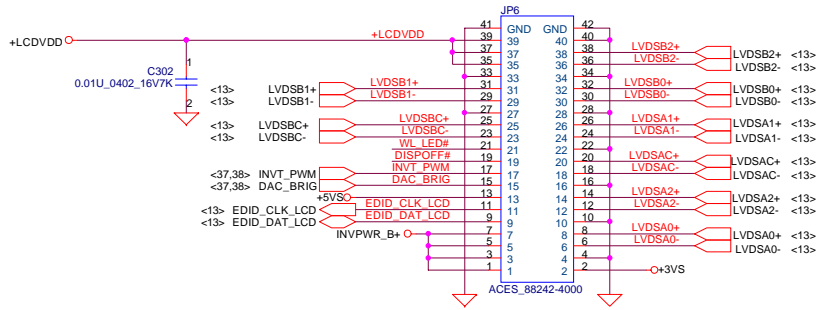 JP6
41 GND GND 42
+LCDVDD +LCDVDD 39 39 40 40
37 37 38 38 LVDSB2+ LVDSB2+ <13>
35 35 36 36 LVDSB2- LVDSB2- <13>
1 33 33 34 34
C302
0.01U_0402_16V7K
2
<13> LVDSB1+ LVDSB1+ 31 31 32 32 LVDSB0+ LVDSB0+ <13>
<13> LVDSB1- LVDSB1- 29 29 30 30 LVDSB0- LVDSB0- <13>
27 27 28 28
<13> LVDSBC+ LVDSBC+ 25 25 26 26 LVDSA1+ LVDSA1+ <13>
<13> LVDSBC- LVDSBC- 23 23 24 24 LVDSA1- LVDSA1- <13>
WL_LED# 21 21 22 22
DISPOFF# 19 19 20 20 LVDSAC+ LVDSAC+ <13>
<37,38> INVT_PWM INVT_PWM 17 17 18 18 LVDSAC- LVDSAC- <13>
<37,38> DAC_BRIG DAC_BRIG 15 15 16 16
+5VS 13 13 14 14 LVDSA2+ LVDSA2+ <13>
<13> EDID_CLK_LCD EDID_CLK_LCD 11 11 12 12 LVDSA2- LVDSA2- <13>
<13> EDID_DAT_LCD EDID_DAT_LCD 9 9 10 10
INVPWR_B+ 7 7 8 8 LVDSA0+ LVDSA0+ <13>
5 5 6 6 LVDSA0- LVDSA0- <13>
3 3 4 4
1 1 2 2 +3VS
ACES_88242-4000